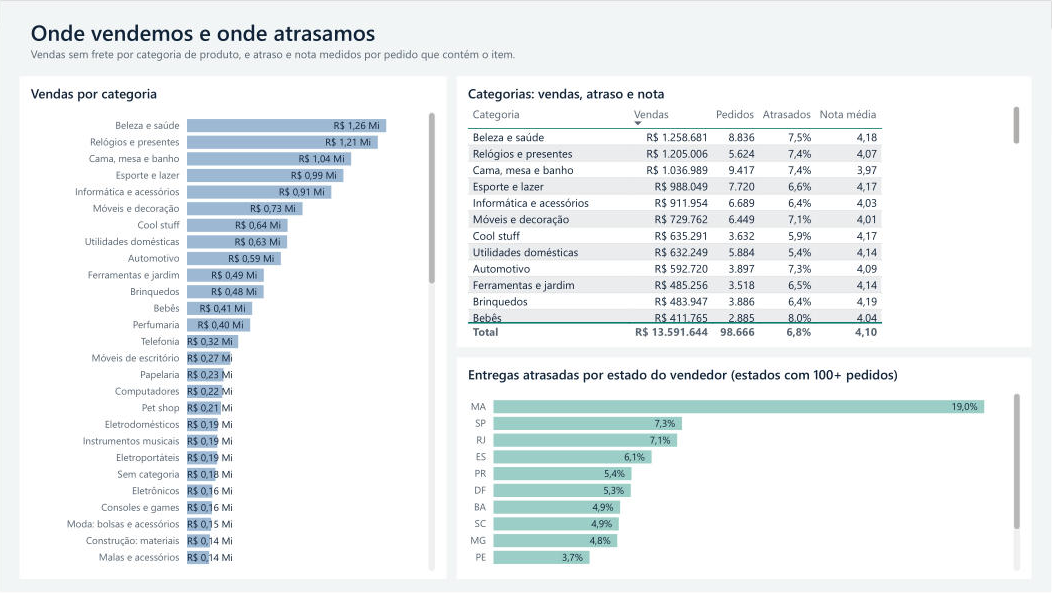 Onde vendemos e onde atrasamos
Vendas sem frete por categoria de produto, e atraso e nota medidos por pedido que contém o item.
Vendas por categoria
Beleza e saúde R$ 1,26 Mi
Relógios e presentes R$ 1,21 Mi
Cama, mesa e banho R$ 1,04 Mi
Esporte e lazer R$ 0,99 Mi
Informática e acessórios R$ 0,91 Mi
Móveis e decoração R$ 0,73 Mi
Cool stuff R$ 0,64 Mi
Utilidades domésticas R$ 0,63 Mi
Automotivo R$ 0,59 Mi
Ferramentas e jardim R$ 0,49 Mi
Brinquedos R$ 0,48 Mi
Bebês R$ 0,41 Mi
Perfumaria R$ 0,40 Mi
Telefonia R$ 0,32 Mi
Móveis de escritório R$ 0,27 Mi
Papelaria R$ 0,23 Mi
Computadores R$ 0,22 Mi
Pet shop R$ 0,21 Mi
Eletrodomésticos R$ 0,19 Mi
Instrumentos musicais R$ 0,19 Mi
Eletroportáteis R$ 0,19 Mi
Sem categoria R$ 0,18 Mi
Eletrônicos R$ 0,16 Mi
Consoles e games R$ 0,16 Mi
Moda: bolsas e acessórios R$ 0,15 Mi
Construção: materiais R$ 0,14 Mi
Malas e acessórios R$ 0,14 Mi
Categorias: vendas, atraso e nota
Categoria Vendas Pedidos Atrasados Nota média
Beleza e saúde R$ 1.258.681 8.836 7,5% 4,18
Relógios e presentes R$ 1.205.006 5.624 7,4% 4,07
Cama, mesa e banho R$ 1.036.989 9.417 7,4% 3,97
Esporte e lazer R$ 988.049 7.720 6,6% 4,17
Informática e acessórios R$ 911.954 6.689 6,4% 4,03
Móveis e decoração R$ 729.762 6.449 7,1% 4,01
Cool stuff R$ 635.291 3.632 5,9% 4,17
Utilidades domésticas R$ 632.249 5.884 5,4% 4,14
Automotivo R$ 592.720 3.897 7,3% 4,09
Ferramentas e jardim R$ 485.256 3.518 6,5% 4,14
Brinquedos R$ 483.947 3.886 6,4% 4,19
Bebês R$ 411.765 2.885 8,0% 4,04
Total R$ 13.591.644 98.666 6,8% 4,10
Entregas atrasadas por estado do vendedor (estados com 100+ pedidos)
MA 19,0%
SP 7,3%
RJ 7,1%
ES 6,1%
PR 5,4%
DF 5,3%
BA 4,9%
SC 4,9%
MG 4,8%
PE 3,7%